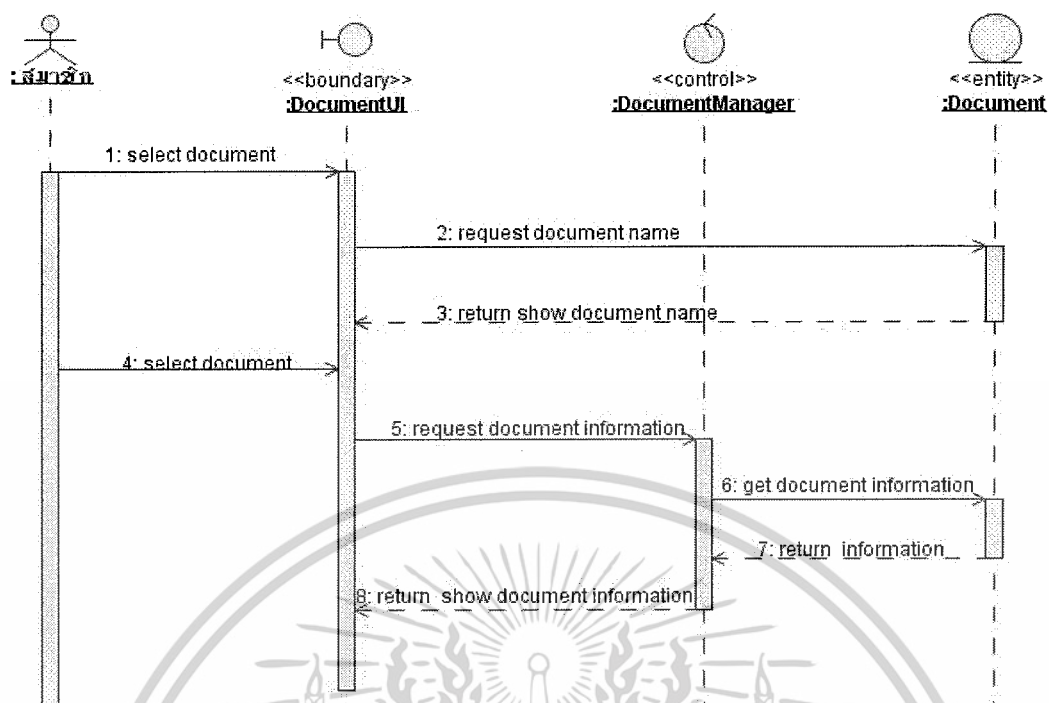 : สมาชิก
<<boundary>>
:DocumentUI
<<control>>
:DocumentManager
<<entity>>
:Document
1: select document
2: request document name
3: return show document name
4: select document
5: request document information
6: get document information
7: return information
8: return show document information